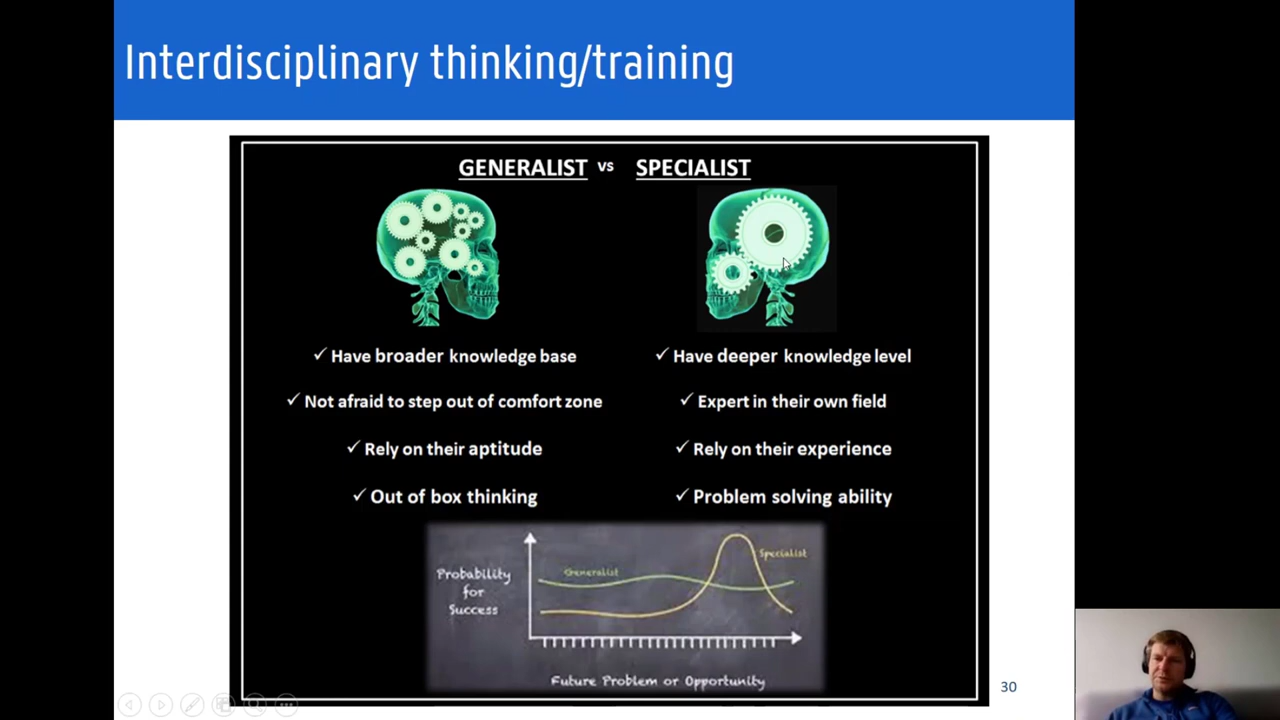 Interdisciplinary thinking/training
GENERALIST vs SPECIALIST
✓ Have broader knowledge base
✓ Not afraid to step out of comfort zone
✓ Rely on their aptitude
✓ Out of box thinking
✓ Have deeper knowledge level
✓ Expert in their own field
✓ Rely on their experience
✓ Problem solving ability
Probability
for
Success
Generalist
Specialist
Future Problem or Opportunity
30